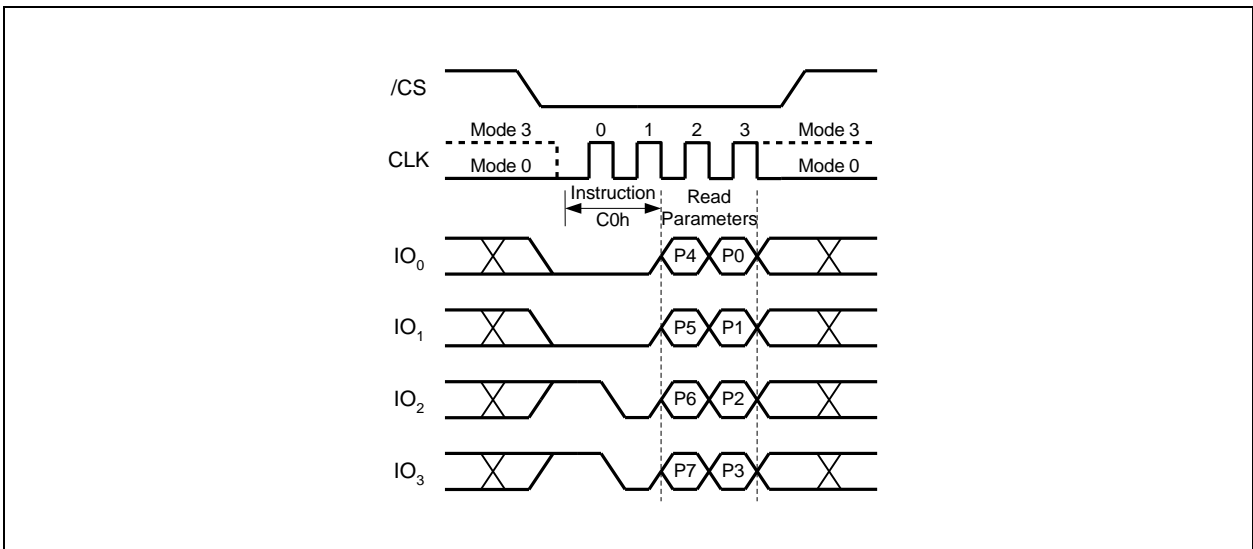 /CS
Mode 3 0 1 2 3 Mode 3
CLK
Mode 0 Mode 0
Instruction Read
C0h Parameters
IO0 P4 P0
IO1 P5 P1
IO2 P6 P2
IO3 P7 P3